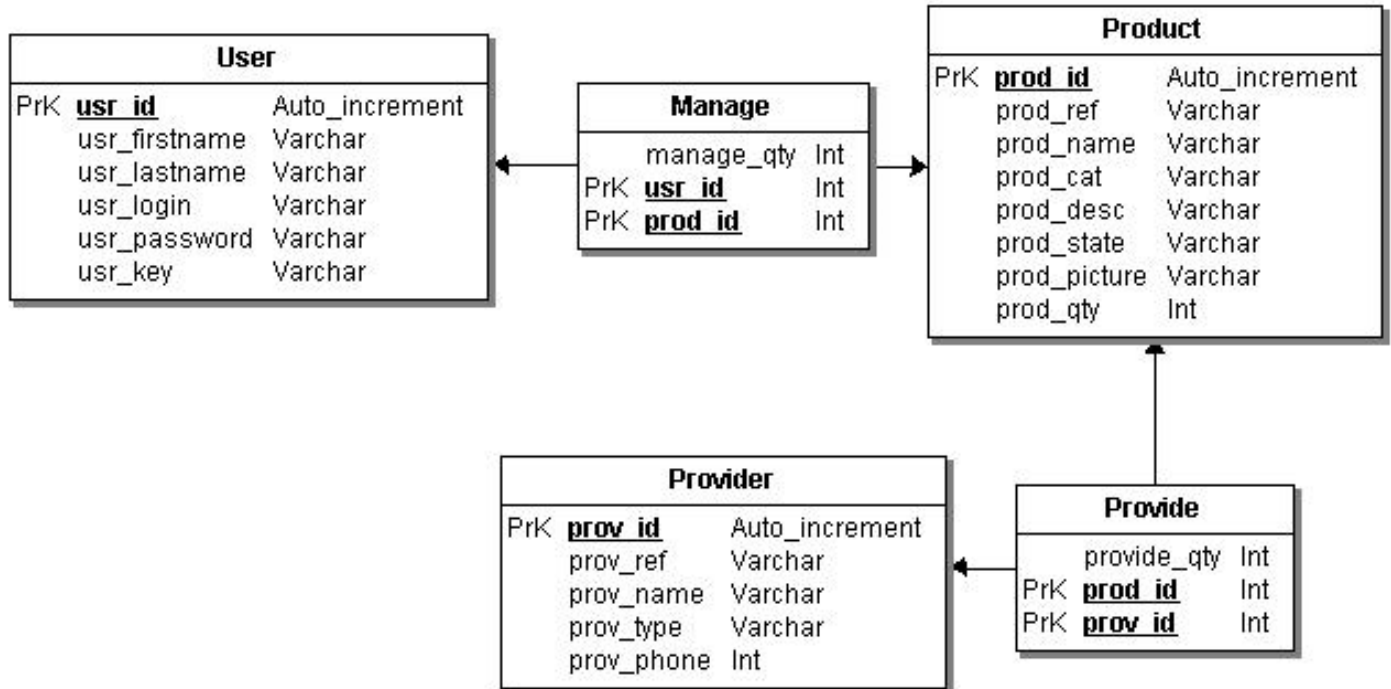 User
PrK usr_id Auto_increment
usr_firstname Varchar
usr_lastname Varchar
usr_login Varchar
usr_password Varchar
usr_key Varchar
Manage
manage_qty Int
PrK usr_id Int
PrK prod_id Int
Product
PrK prod_id Auto_increment
prod_ref Varchar
prod_name Varchar
prod_cat Varchar
prod_desc Varchar
prod_state Varchar
prod_picture Varchar
prod_qty Int
Provider
PrK prov_id Auto_increment
prov_ref Varchar
prov_name Varchar
prov_type Varchar
prov_phone Int
Provide
provide_qty Int
PrK prod_id Int
PrK prov_id Int